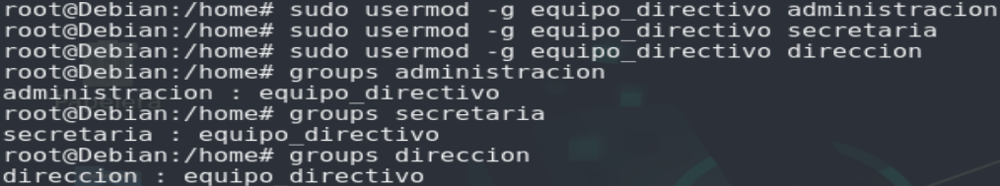 root@Debian:/home# sudo usermod -g equipo_directivo administracion
root@Debian:/home# sudo usermod -g equipo_directivo secretaria
root@Debian:/home# sudo usermod -g equipo_directivo direccion
root@Debian:/home# groups administracion
administracion : equipo_directivo
root@Debian:/home# groups secretaria
secretaria : equipo_directivo
root@Debian:/home# groups direccion
direccion : equipo directivo